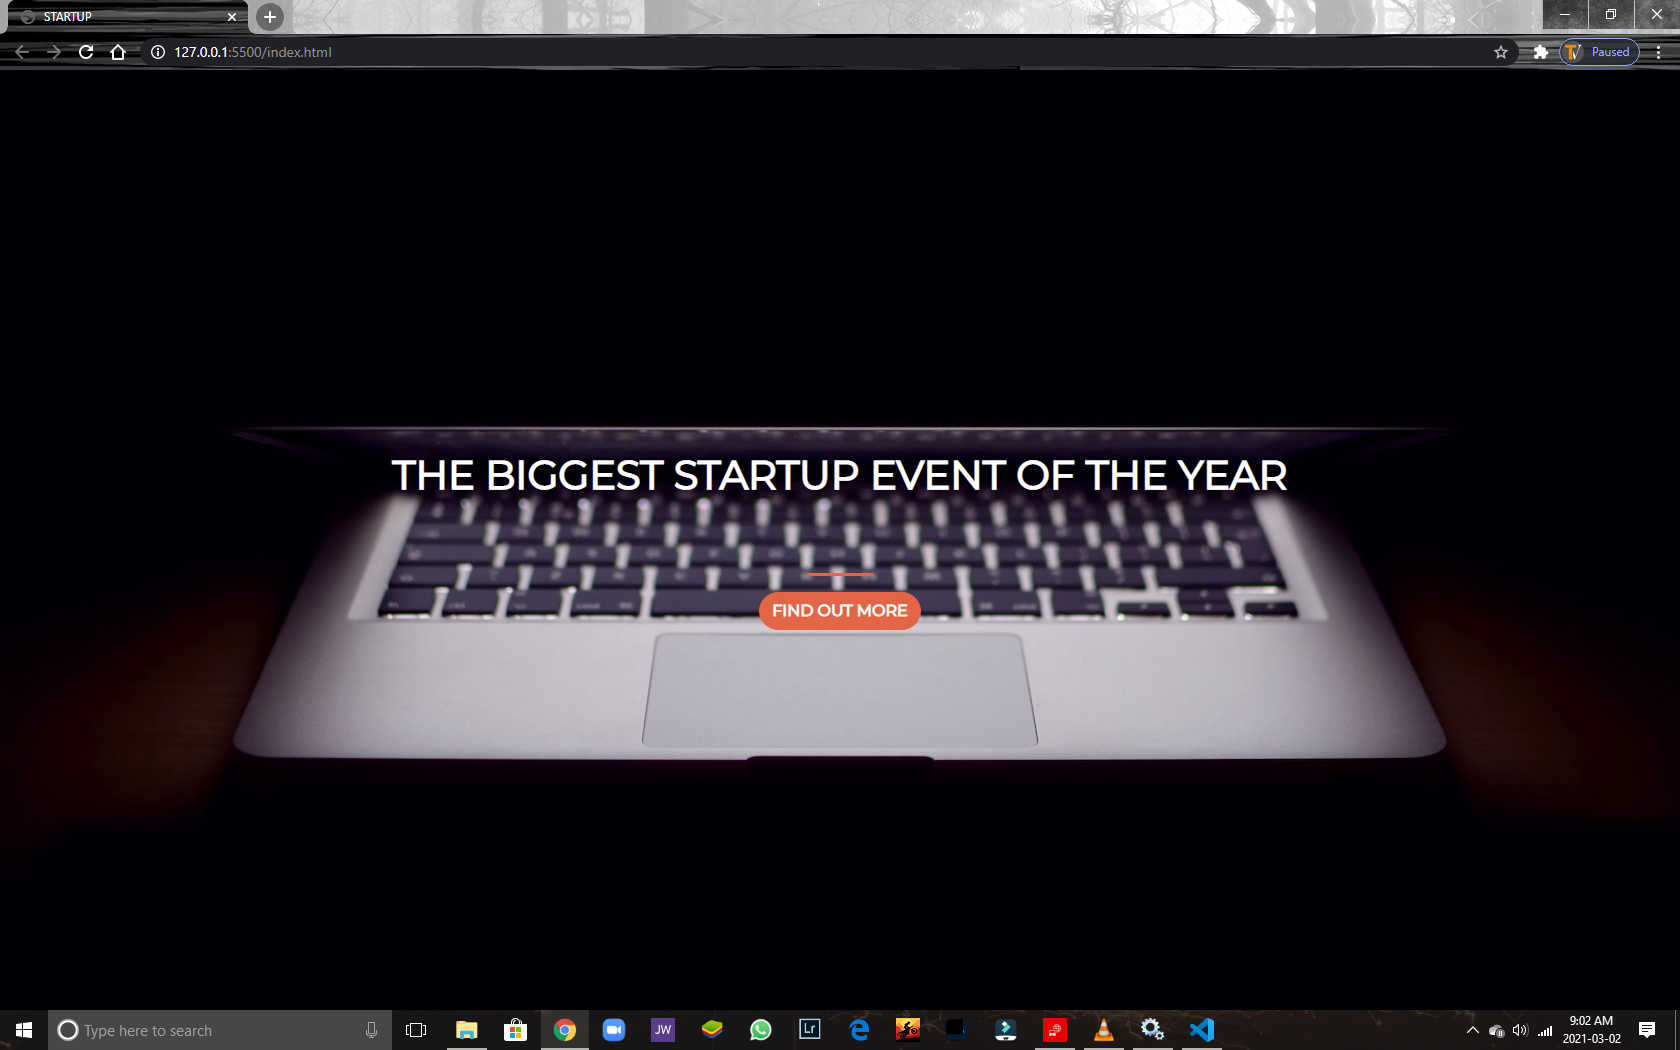 STARTUP
127.0.0.1:5500/index.html
Paused
THE BIGGEST STARTUP EVENT OF THE YEAR
FIND OUT MORE
Type here to search
JW
Lr
9:02 AM
2021-03-02